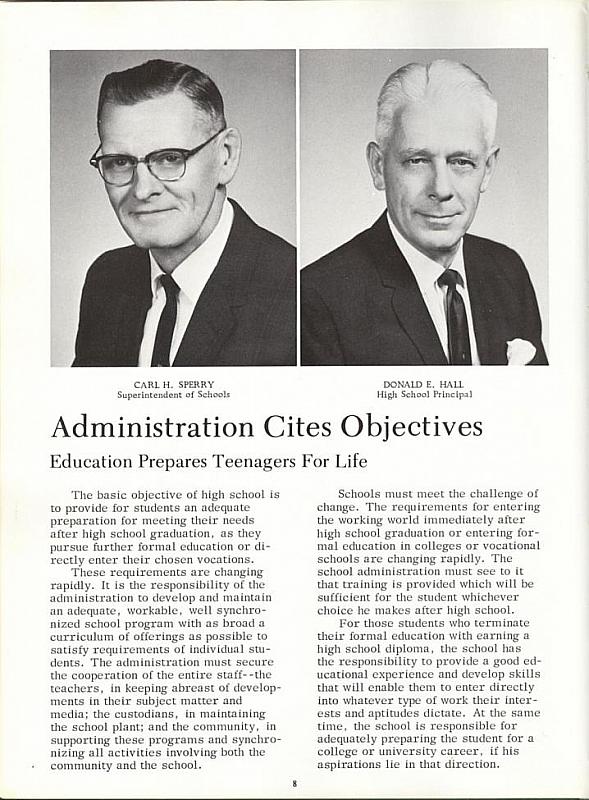 CARL H. SPERRY
Superintendent of Schools
DONALD E. HALL
High School Principal
Administration Cites Objectives
Education Prepares Teenagers For Life
The basic objective of high school is
to provide for students an adequate
preparation for meeting their needs
after high school graduation, as they
pursue further formal education or di-
rectly enter their chosen vocations.
These requirements are changing
rapidly. It is the responsibility of the
administration to develop and maintain
an adequate, workable, well synchro-
nized school program with as broad a
curriculum of offerings as possible to
satisfy requirements of individual stu-
dents. The administration must secure
the cooperation of the entire staff--the
teachers, in keeping abreast of develop-
ments in their subject matter and
media; the custodians, in maintaining
the school plant; and the community, in
supporting these programs and synchro-
nizing all activities involving both the
community and the school.
Schools must meet the challenge of
change. The requirements for entering
the working world immediately after
high school graduation or entering for-
mal education in colleges or vocational
schools are changing rapidly. The
school administration must see to it
that training is provided which will be
sufficient for the student whichever
choice he makes after high school.
For those students who terminate
their formal education with earning a
high school diploma, the school has
the responsibility to provide a good ed-
ucational experience and develop skills
that will enable them to enter directly
into whatever type of work their inter-
ests and aptitudes dictate. At the same
time, the school is responsible for
adequately preparing the student for a
college or university career, if his
aspirations lie in that direction.
8